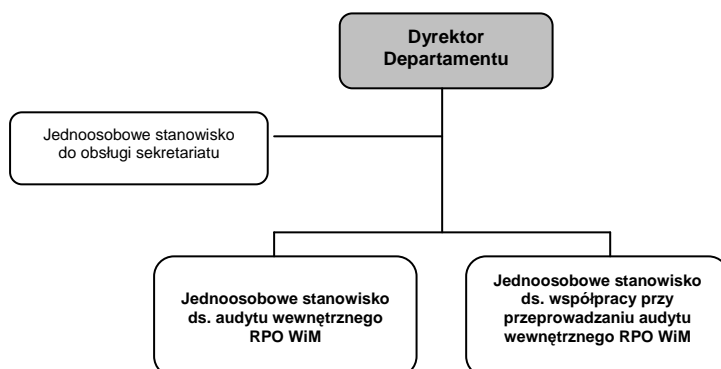 Dyrektor
Departamentu
Jednoosobowe stanowisko
do obsługi sekretariatu
Jednoosobowe stanowisko
ds. audytu wewnętrznego
RPO WiM
Jednoosobowe stanowisko
ds. współpracy przy
przeprowadzaniu audytu
wewnętrznego RPO WiM